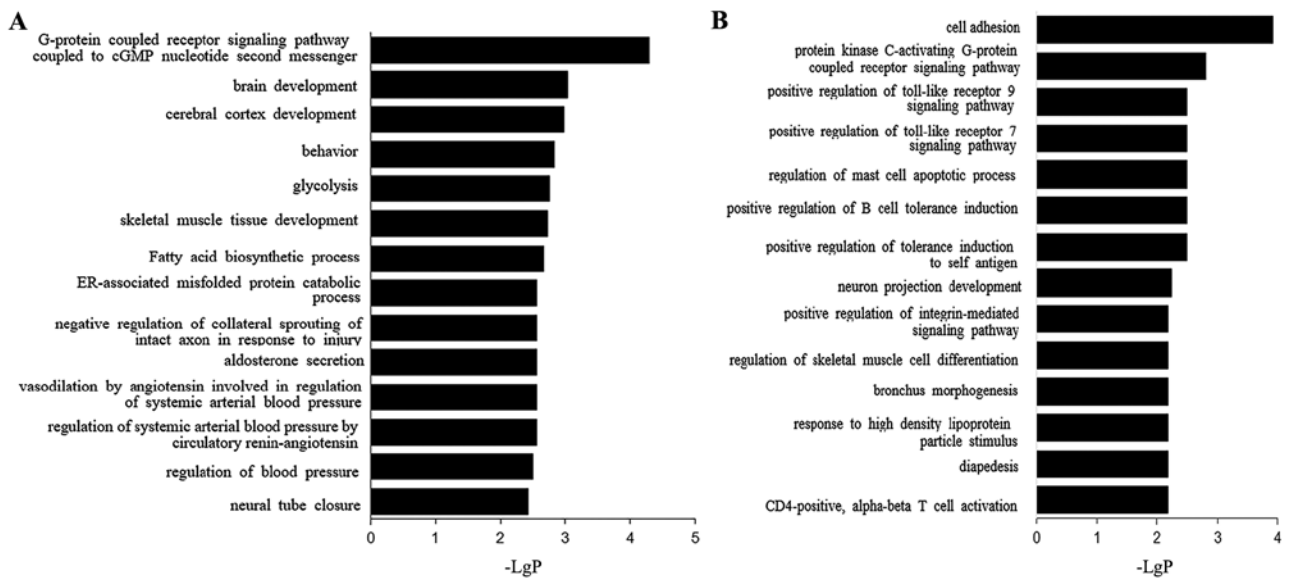 A
G-protein coupled receptor signaling pathway
coupled to cGMP nucleotide second messenger
brain development
cerebral cortex development
behavior
glycolysis
skeletal muscle tissue development
Fatty acid biosynthetic process
ER-associated misfolded protein catabolic
process
negative regulation of collateral sprouting of
intact axon in response to injury
aldosterone secretion
vasodilation by angiotensin involved in regulation
of systemic arterial blood pressure
regulation of systemic arterial blood pressure by
circulatory renin-angiotensin
regulation of blood pressure
neural tube closure
0 1 2 3 4 5
-LgP
B
cell adhesion
protein kinase C-activating G-protein
coupled receptor signaling pathway
positive regulation of toll-like receptor 9
signaling pathway
positive regulation of toll-like receptor 7
signaling pathway
regulation of mast cell apoptotic process
positive regulation of B cell tolerance induction
positive regulation of tolerance induction
to self antigen
neuron projection development
positive regulation of integrin-mediated
signaling pathway
regulation of skeletal muscle cell differentiation
bronchus morphogenesis
response to high density lipoprotein
particle stimulus
diapedesis
CD4-positive, alpha-beta T cell activation
0 1 2 3 4
-LgP